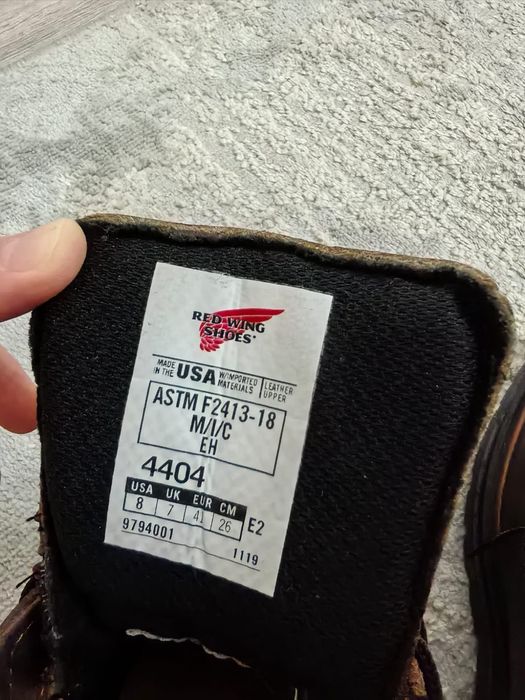 RED WING
SHOES
MADE IN THE USA W/IMPORTED MATERIALS LEATHER UPPER
ASTM F2413-18
M/I/C
EH
4404
USA UK EUR CM
8 7 41 26 E2
9794001 1119